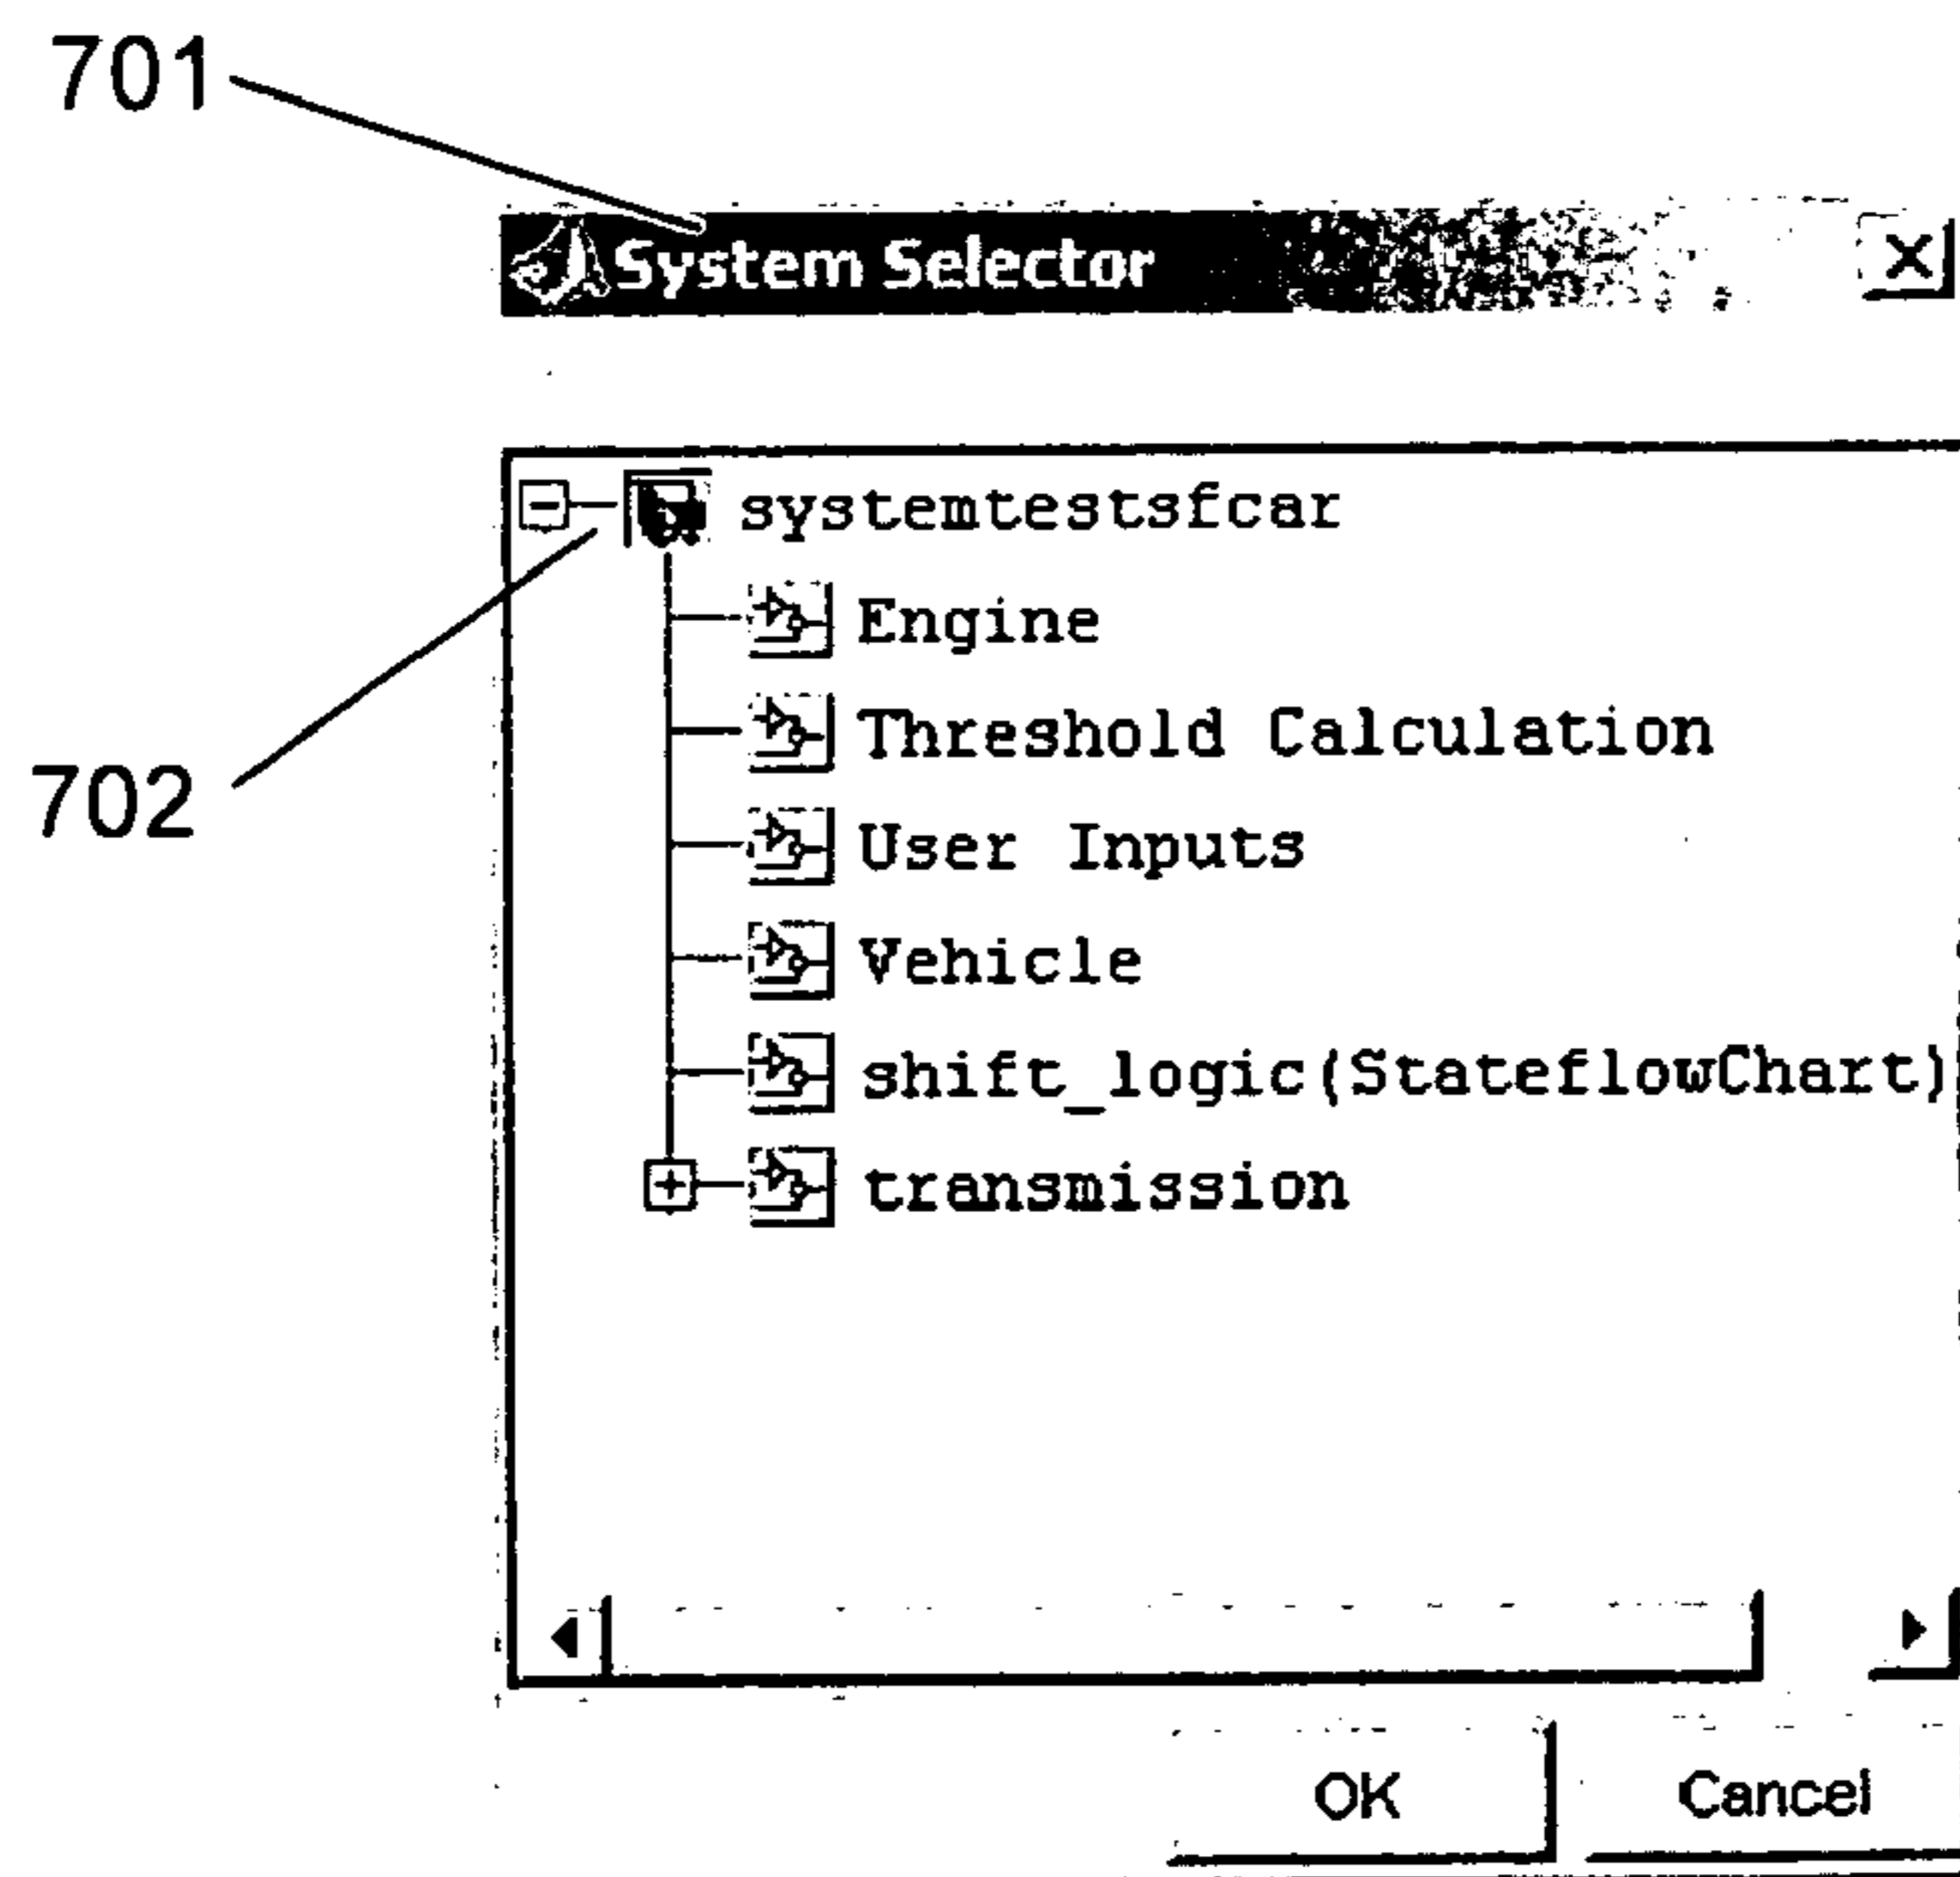 701
System Selector
systemtestsfcar
Engine
Threshold Calculation
702
User Inputs
Vehicle
shift_logic(StateflowChart)
transmission
OK
Cancel